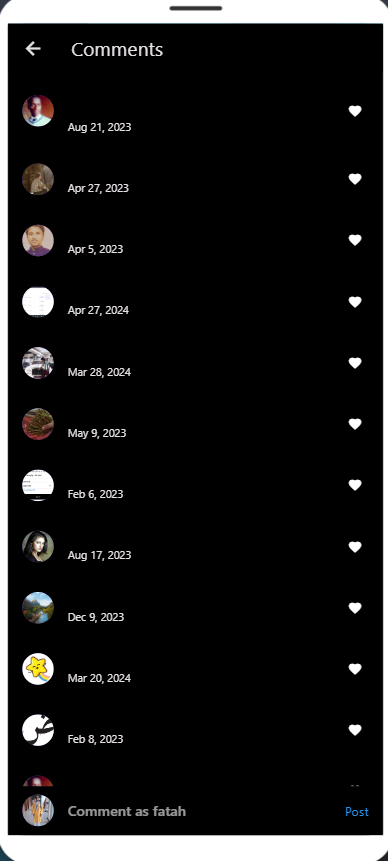 Comments
Aug 21, 2023
Apr 27, 2023
Apr 5, 2023
Apr 27, 2024
Mar 28, 2024
May 9, 2023
Feb 6, 2023
Aug 17, 2023
Dec 9, 2023
Mar 20, 2024
Feb 8, 2023
Comment as fatah
Post